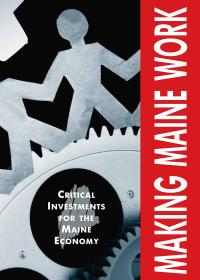 MAKING MAINE WORK
CRITICAL
INVESTMENTS
FOR THE
MAINE
ECONOMY